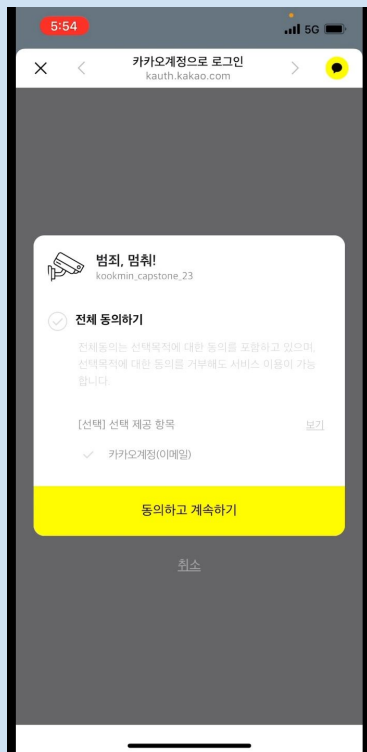 5:54
5G
카카오계정으로 로그인
kauth.kakao.com
범죄, 멈춰!
kookmin_capstone_23
전체 동의하기
전체동의는 선택목적에 대한 동의를 포함하고 있으며,
선택목적에 대한 동의를 거부해도 서비스 이용이 가능
합니다.
[선택] 선택 제공 항목 보기
카카오계정(이메일)
동의하고 계속하기
취소